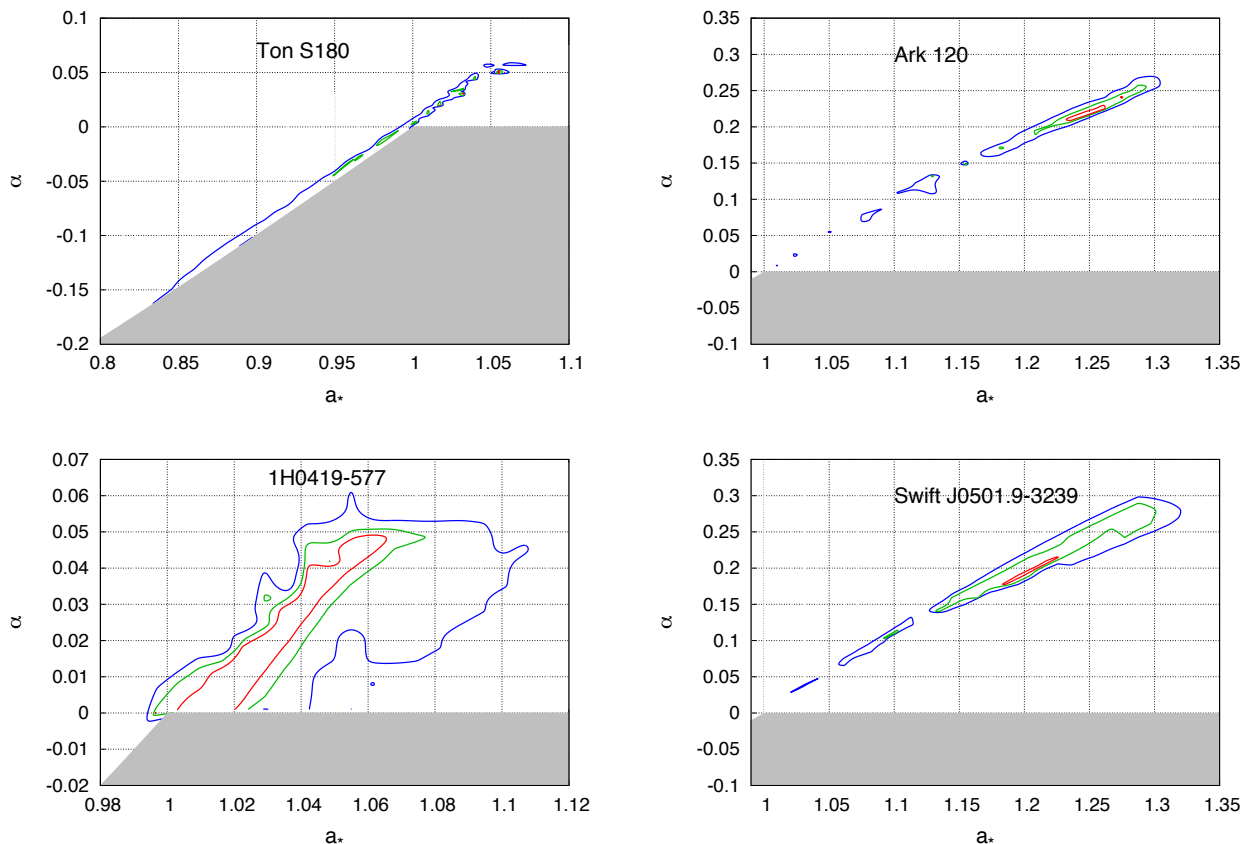 0.1
0.05
0
-0.05
-0.1
-0.15
-0.2
α
Ton S180
0.8 0.85 0.9 0.95 1 1.05 1.1
a*
0.35
0.3
0.25
0.2
0.15
0.1
0.05
0
-0.05
-0.1
α
Ark 120
1 1.05 1.1 1.15 1.2 1.25 1.3 1.35
a*
0.07
0.06
0.05
0.04
0.03
0.02
0.01
0
-0.01
-0.02
α
1H0419-577
0.98 1 1.02 1.04 1.06 1.08 1.1 1.12
a*
0.35
0.3
0.25
0.2
0.15
0.1
0.05
0
-0.05
-0.1
α
Swift J0501.9-3239
1 1.05 1.1 1.15 1.2 1.25 1.3 1.35
a*